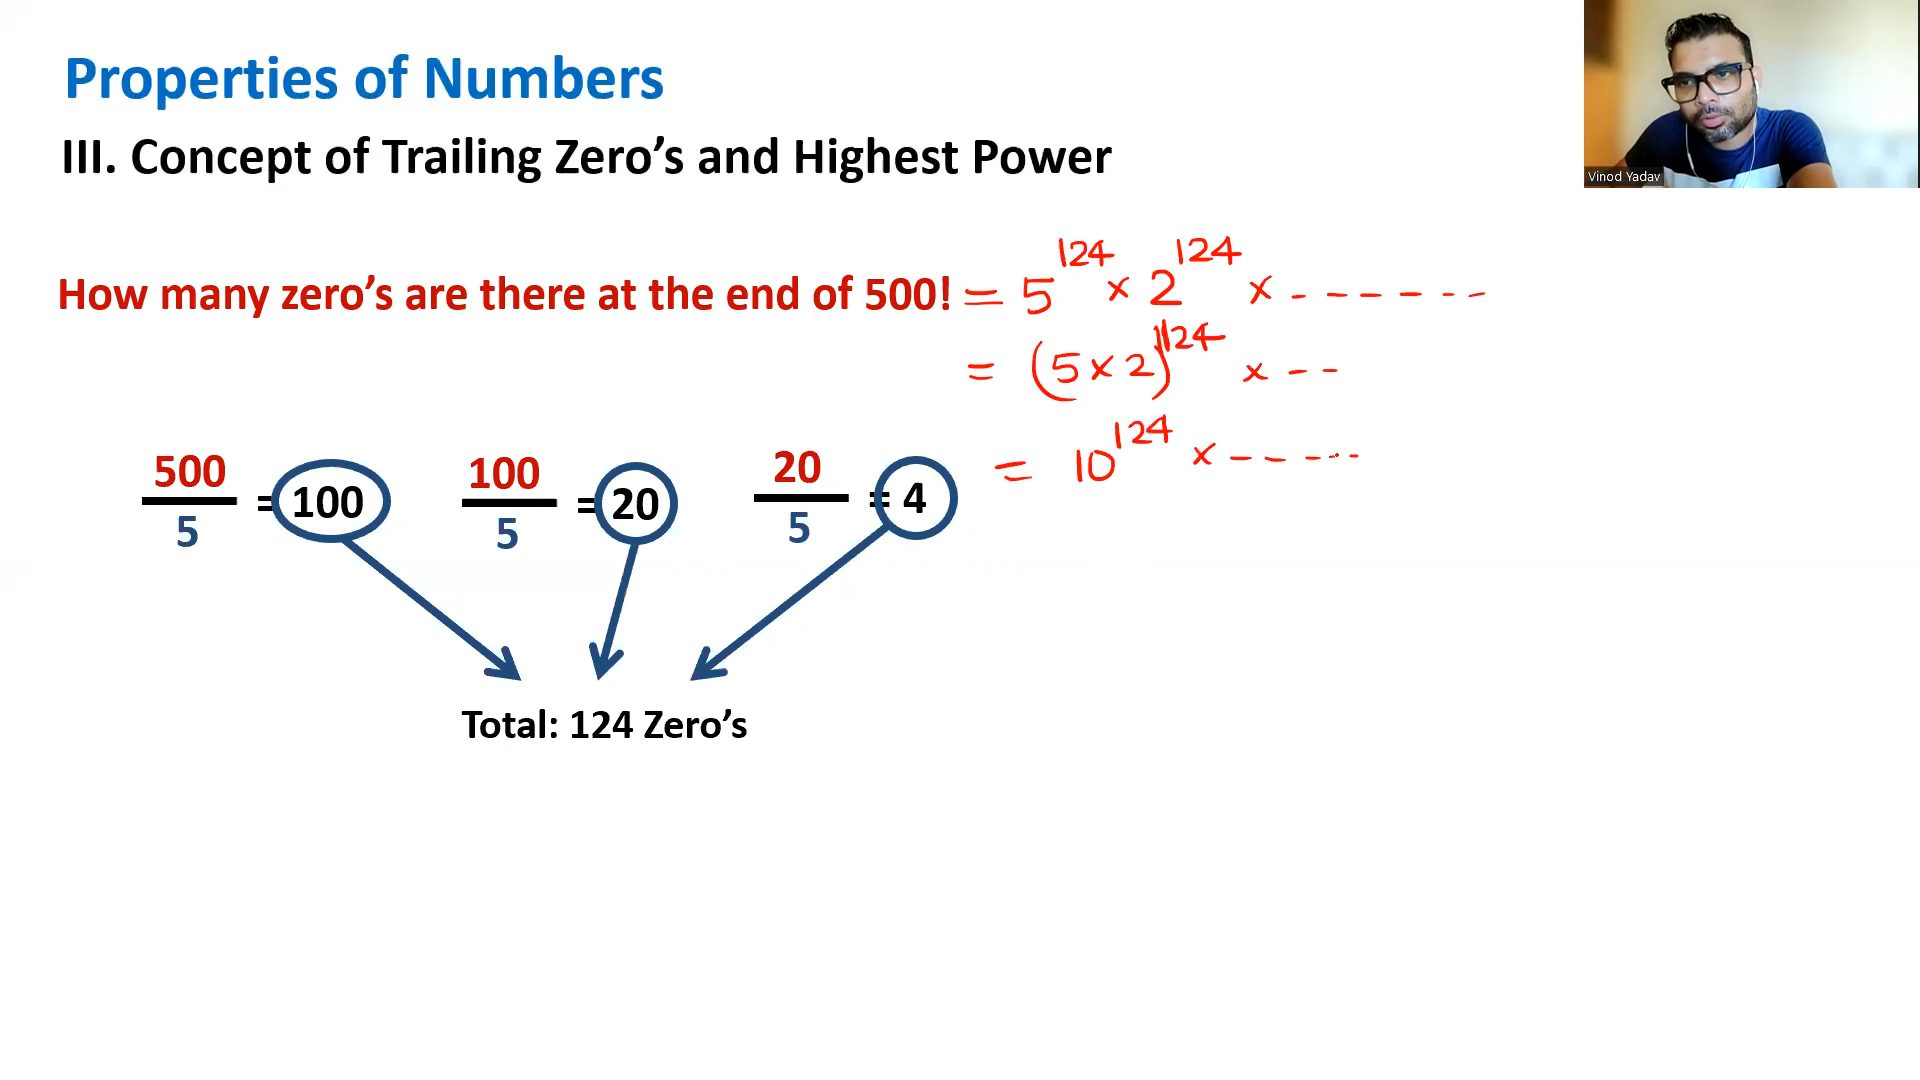 Properties of Numbers
Vinod Yadav
III. Concept of Trailing Zero’s and Highest Power
How many zero’s are there at the end of 500! = 5^124 × 2^124 × - - - - - -
= (5 × 2)^124 × - -
= 10^124 × - - - - -
500/5 = 100 100/5 = 20 20/5 = 4
Total: 124 Zero’s